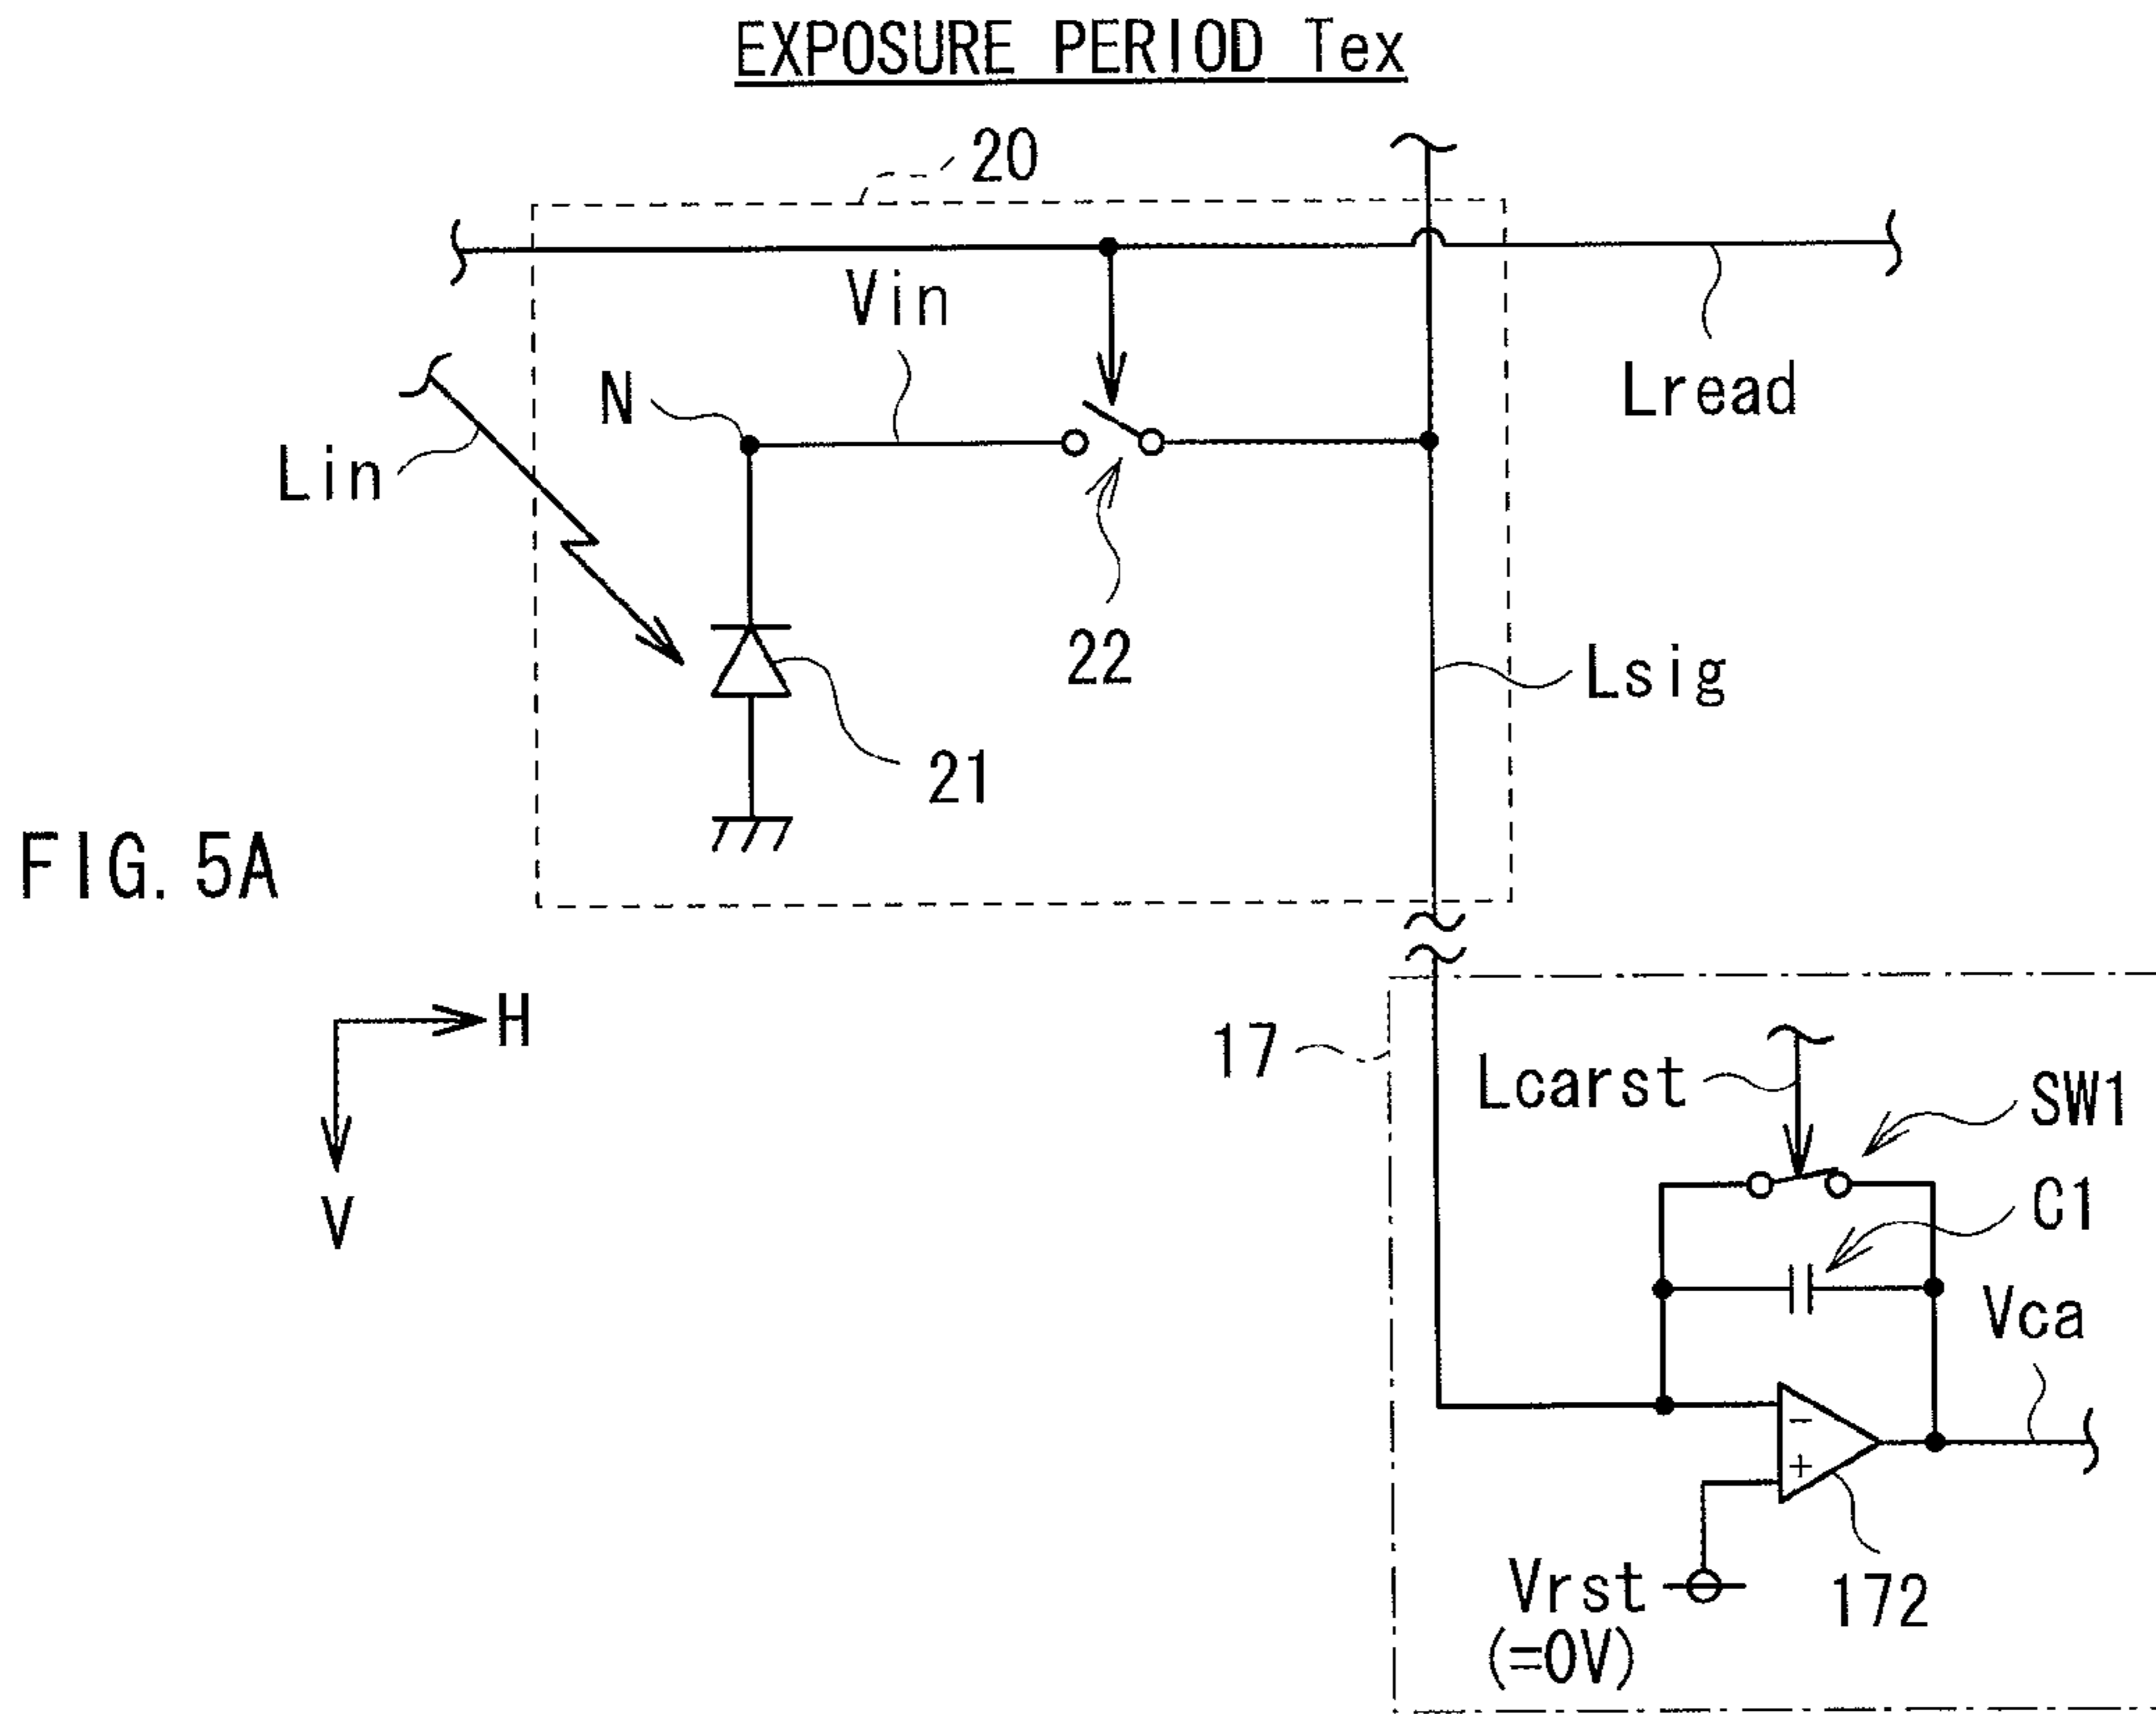 EXPOSURE PERIOD Tex
20
Vin
N
Lread
Lin
22
Lsig
21
FIG. 5A
H
17
Lcarst
SW1
V
C1
Vca
−
+
Vrst
172
(=0V)